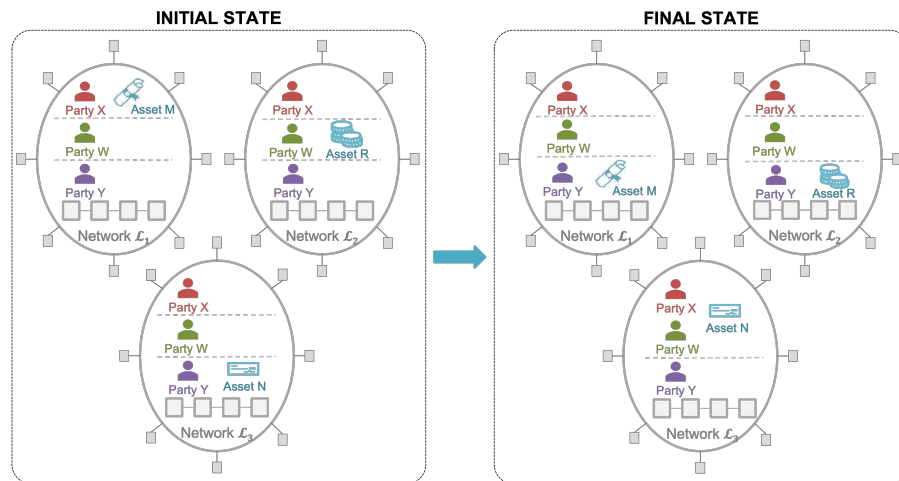 INITIAL STATE
FINAL STATE
Party X
Asset M
Party W
Party Y
Network ℒ1
Party X
Party W
Asset R
Party Y
Network ℒ2
Party X
Party W
Party Y
Asset N
Network ℒ3
Party X
Party W
Party Y
Asset M
Network ℒ1
Party X
Party W
Party Y
Asset R
Network ℒ2
Party X
Asset N
Party W
Party Y
Network ℒ3